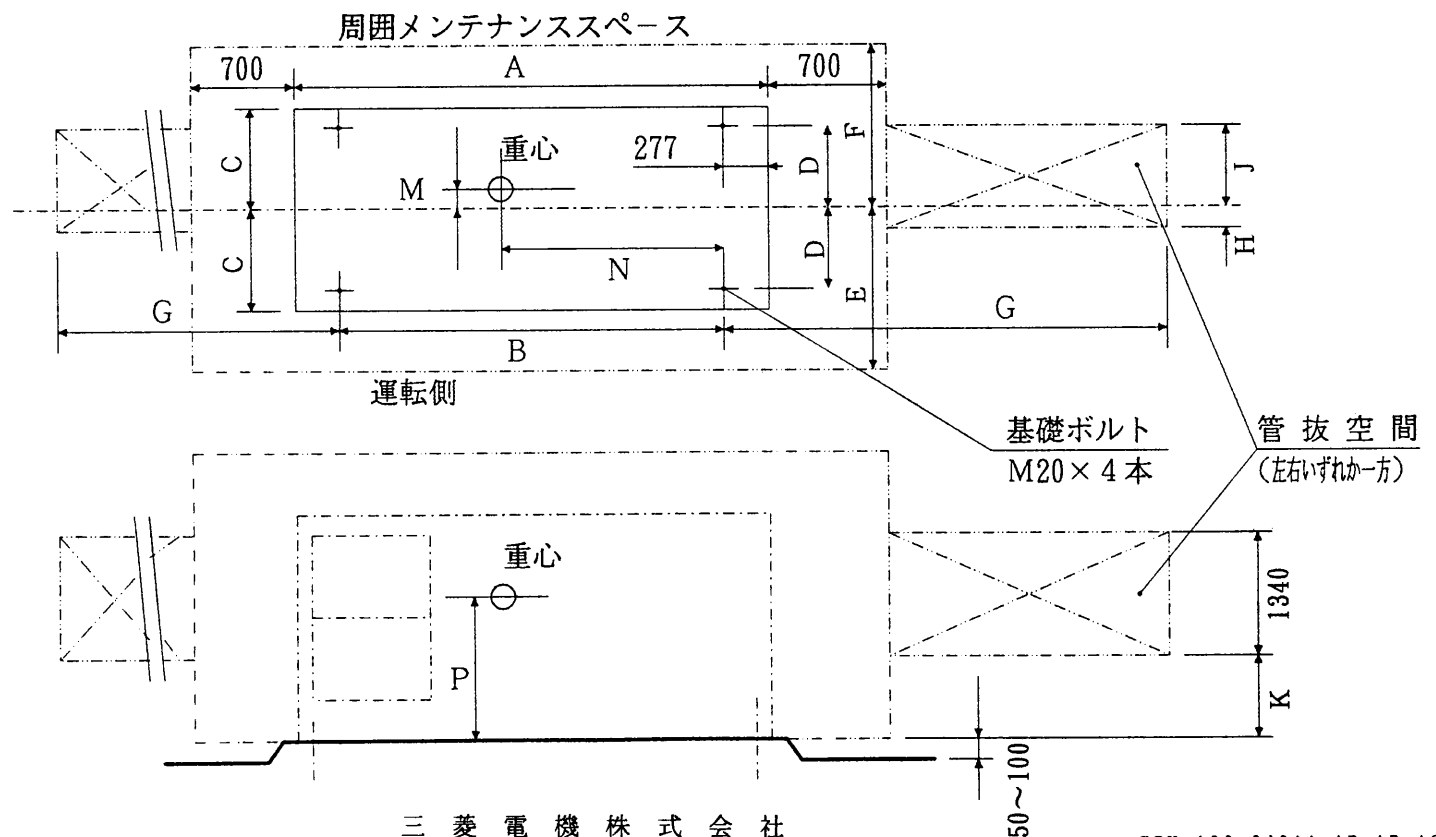 周囲メンテナンススペース
700
A
700
C
重心
277
D
F
J
M
C
N
D
E
H
G
B
G
運転側
基礎ボルト
M20×4本
管抜空間
(左右いずれか一方)
重心
P
1340
K
50～100
三菱電機株式会社